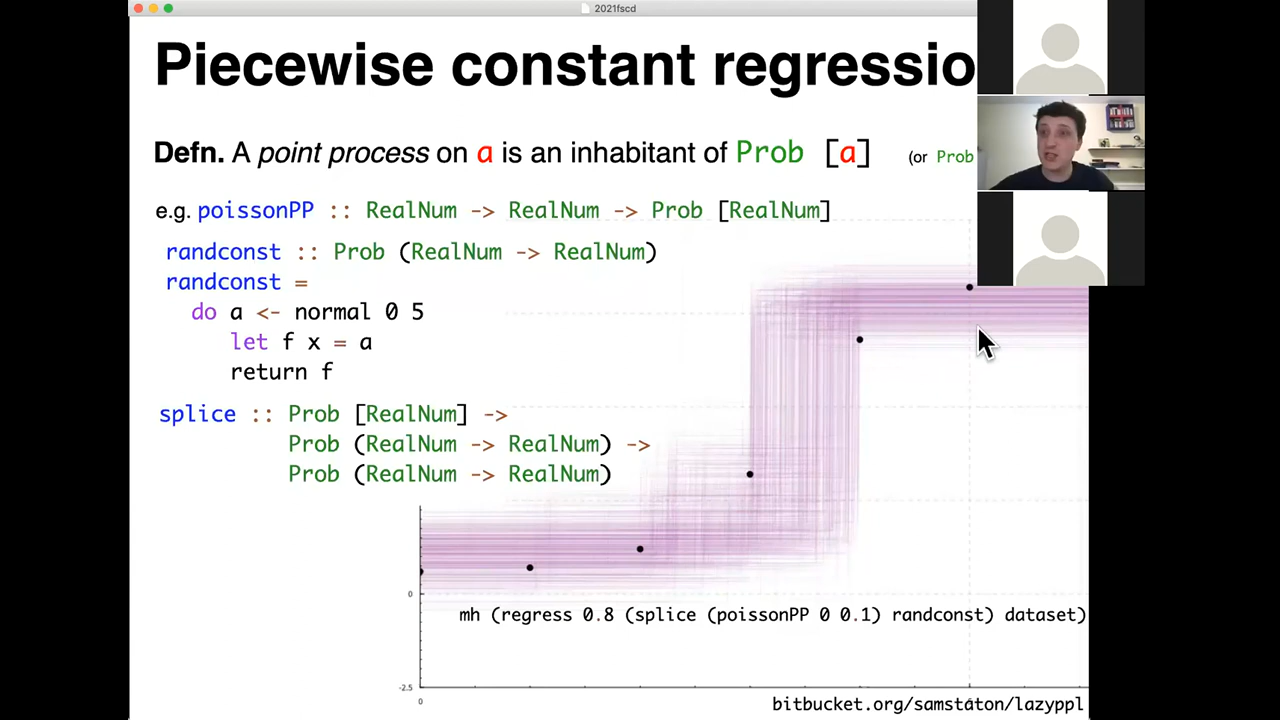 2021fscd
Piecewise constant regressio
Defn. A point process on a is an inhabitant of Prob [a] (or Prob
e.g. poissonPP :: RealNum -> RealNum -> Prob [RealNum]
randconst :: Prob (RealNum -> RealNum)
randconst =
do a <- normal 0 5
let f x = a
return f
splice :: Prob [RealNum] ->
Prob (RealNum -> RealNum) ->
Prob (RealNum -> RealNum)
0
mh (regress 0.8 (splice (poissonPP 0 0.1) randconst) dataset)
-2.5
0
bitbucket.org/samstaton/lazyppl